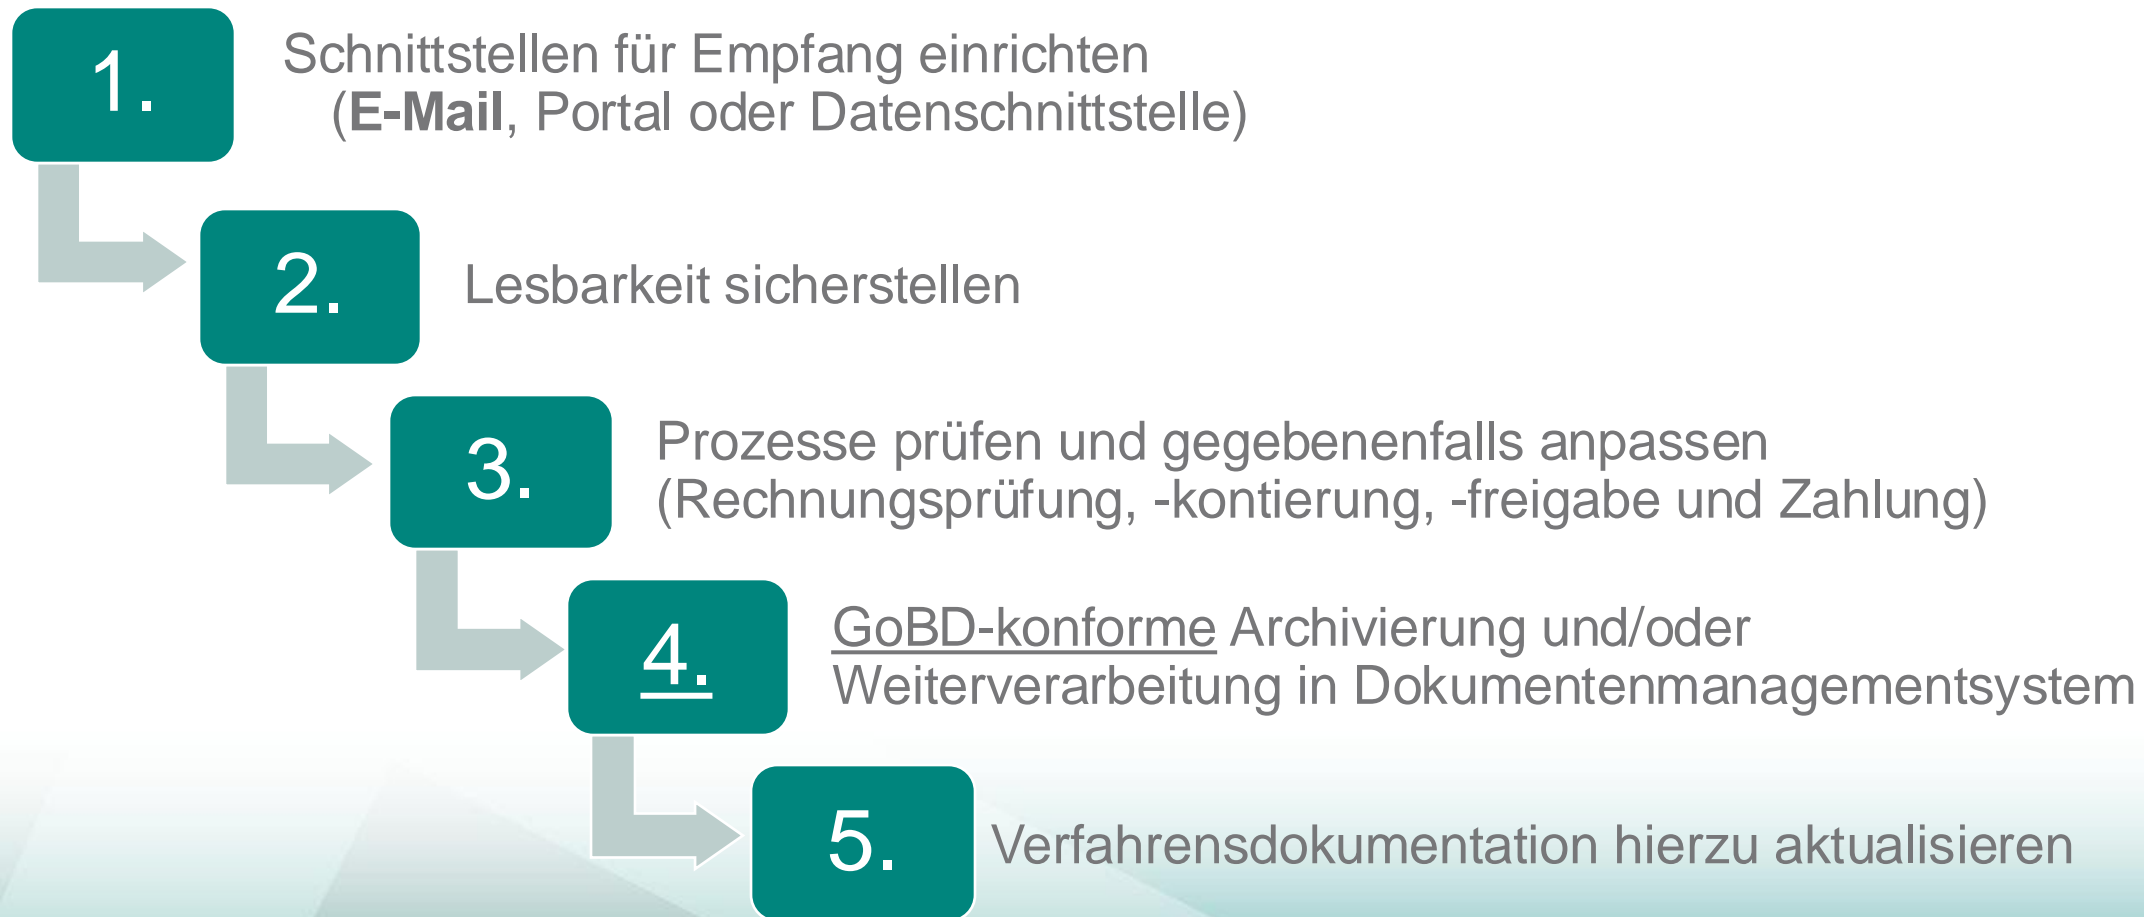 1.
Schnittstellen für Empfang einrichten
(E-Mail, Portal oder Datenschnittstelle)
2.
Lesbarkeit sicherstellen
3.
Prozesse prüfen und gegebenenfalls anpassen
(Rechnungsprüfung, -kontierung, -freigabe und Zahlung)
4.
GoBD-konforme Archivierung und/oder
Weiterverarbeitung in Dokumentenmanagementsystem
5.
Verfahrensdokumentation hierzu aktualisieren